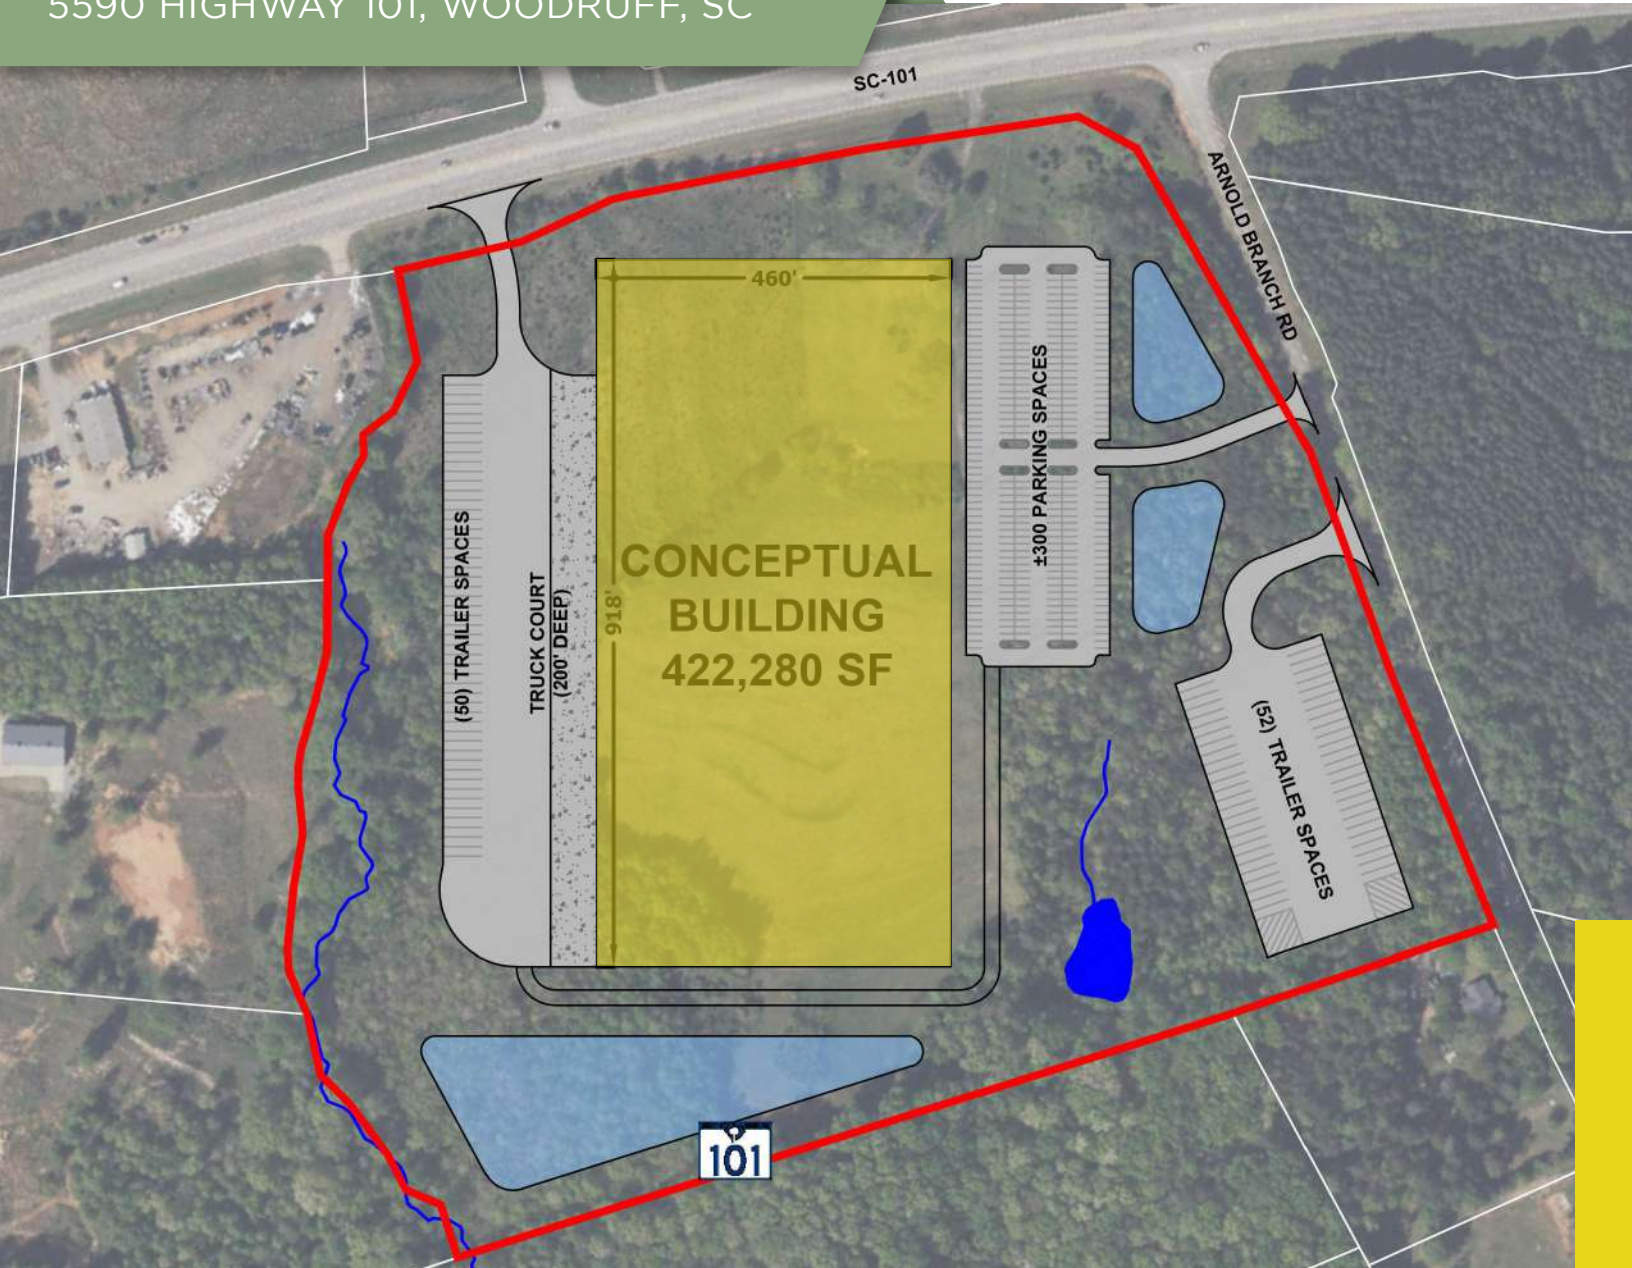 5590 HIGHWAY 101, WOODRUFF, SC
SC-101
ARNOLD BRANCH RD
460'
918'
CONCEPTUAL
BUILDING
422,280 SF
(50) TRAILER SPACES
TRUCK COURT
(200' DEEP)
±300 PARKING SPACES
(52) TRAILER SPACES
101